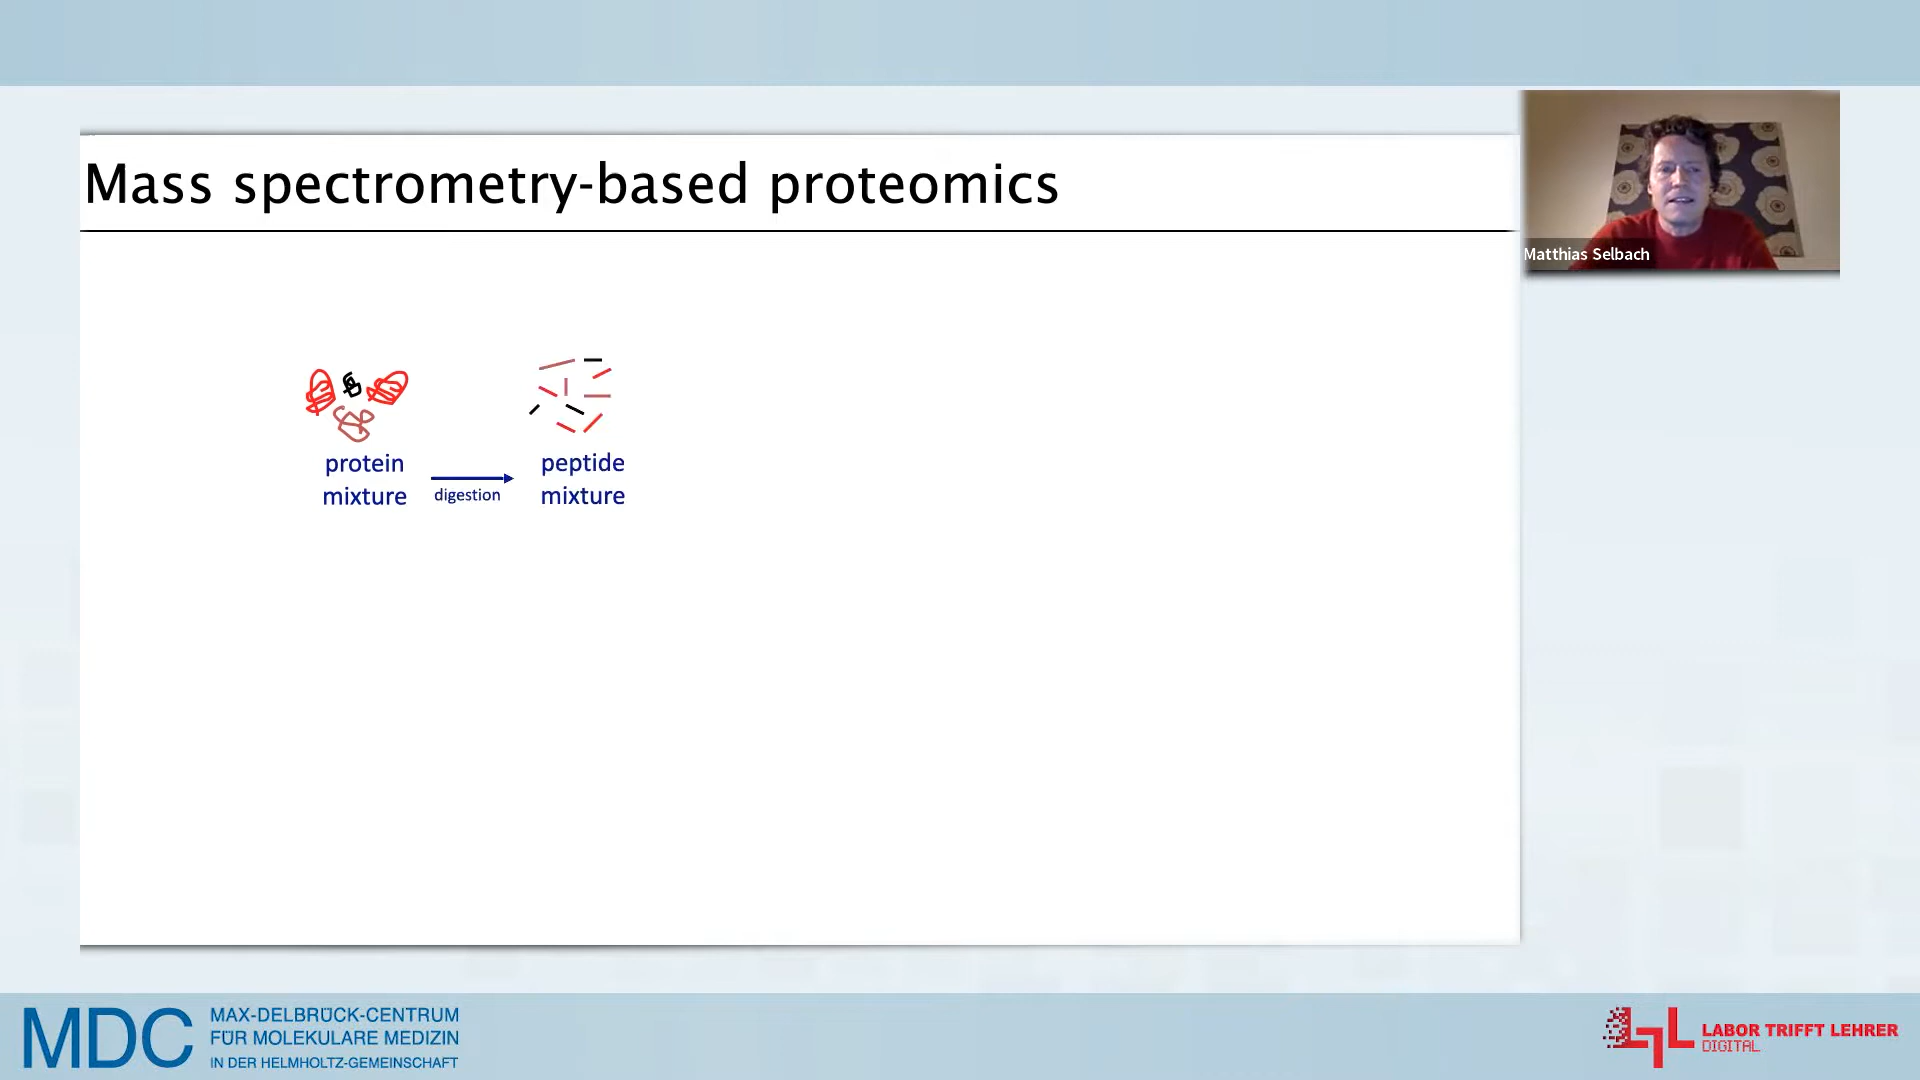 Mass spectrometry-based proteomics
Matthias Selbach
protein
mixture
digestion
peptide
mixture
MDC
MAX-DELBRÜCK-CENTRUM
FÜR MOLEKULARE MEDIZIN
IN DER HELMHOLTZ-GEMEINSCHAFT
LTL
LABOR TRIFFT LEHRER
DIGITAL